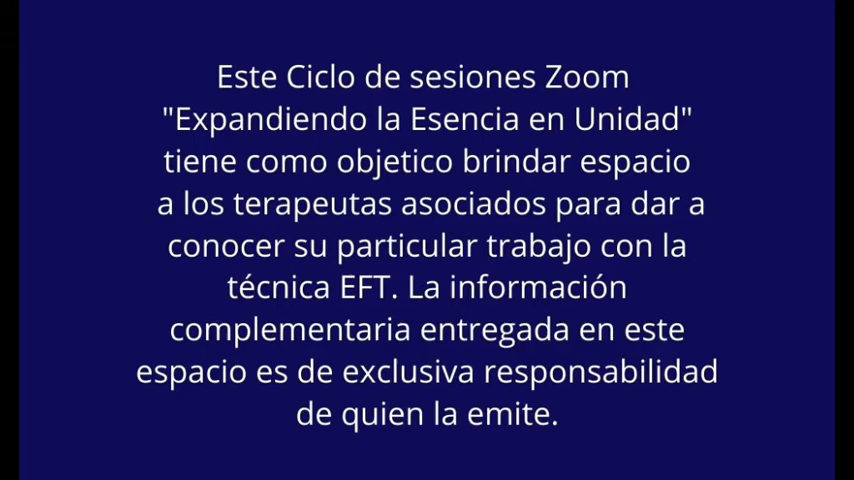 Este Ciclo de sesiones Zoom
"Expandiendo la Esencia en Unidad"
tiene como objetico brindar espacio
a los terapeutas asociados para dar a
conocer su particular trabajo con la
técnica EFT. La información
complementaria entregada en este
espacio es de exclusiva responsabilidad
de quien la emite.